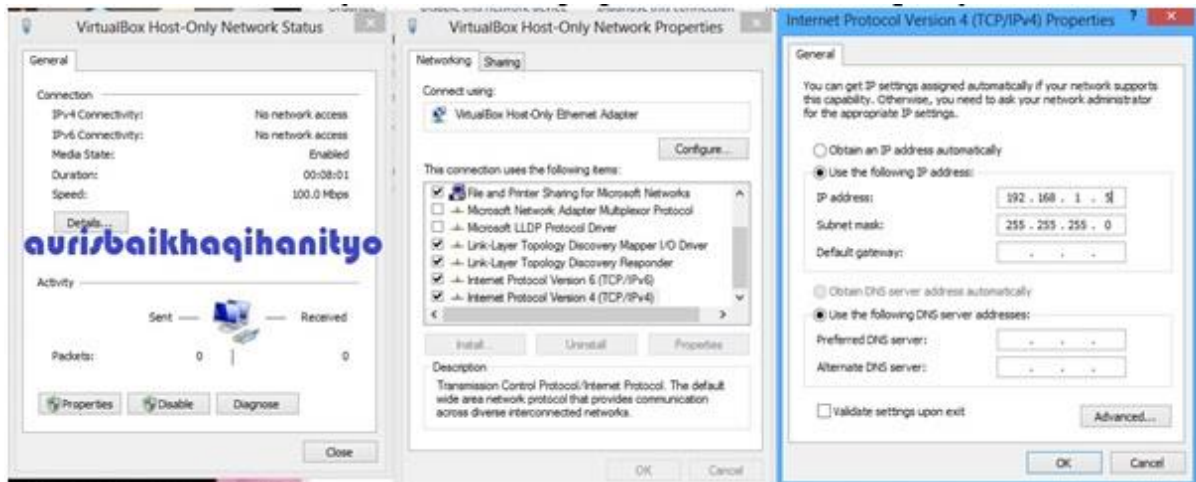 VirtualBox Host-Only Network Status
General
Connection
IPv4 Connectivity: No network access
IPv6 Connectivity: No network access
Media State: Enabled
Duration: 00:08:01
Speed: 100.0 Mbps
Details...
aurisbaikhaqihanityo
Activity
Sent Received
Packets: 0 0
Properties Disable Diagnose
Close
VirtualBox Host-Only Network Properties
Networking Sharing
Connect using:
VirtualBox Host-Only Ethernet Adapter
Configure...
This connection uses the following items:
File and Printer Sharing for Microsoft Networks
Microsoft Network Adapter Multiplexor Protocol
Microsoft LLDP Protocol Driver
Link-Layer Topology Discovery Mapper I/O Driver
Link-Layer Topology Discovery Responder
Internet Protocol Version 6 (TCP/IPv6)
Internet Protocol Version 4 (TCP/IPv4)
Install... Uninstall Properties
Description
Transmission Control Protocol/Internet Protocol. The default
wide area network protocol that provides communication
across diverse interconnected networks.
OK Cancel
Internet Protocol Version 4 (TCP/IPv4) Properties
General
You can get IP settings assigned automatically if your network supports
this capability. Otherwise, you need to ask your network administrator
for the appropriate IP settings.
Obtain an IP address automatically
Use the following IP address:
IP address: 192 . 168 . 1 . 5
Subnet mask: 255 . 255 . 255 . 0
Default gateway: . . .
Obtain DNS server address automatically
Use the following DNS server addresses:
Preferred DNS server: . . .
Alternate DNS server: . . .
Validate settings upon exit
Advanced...
OK Cancel